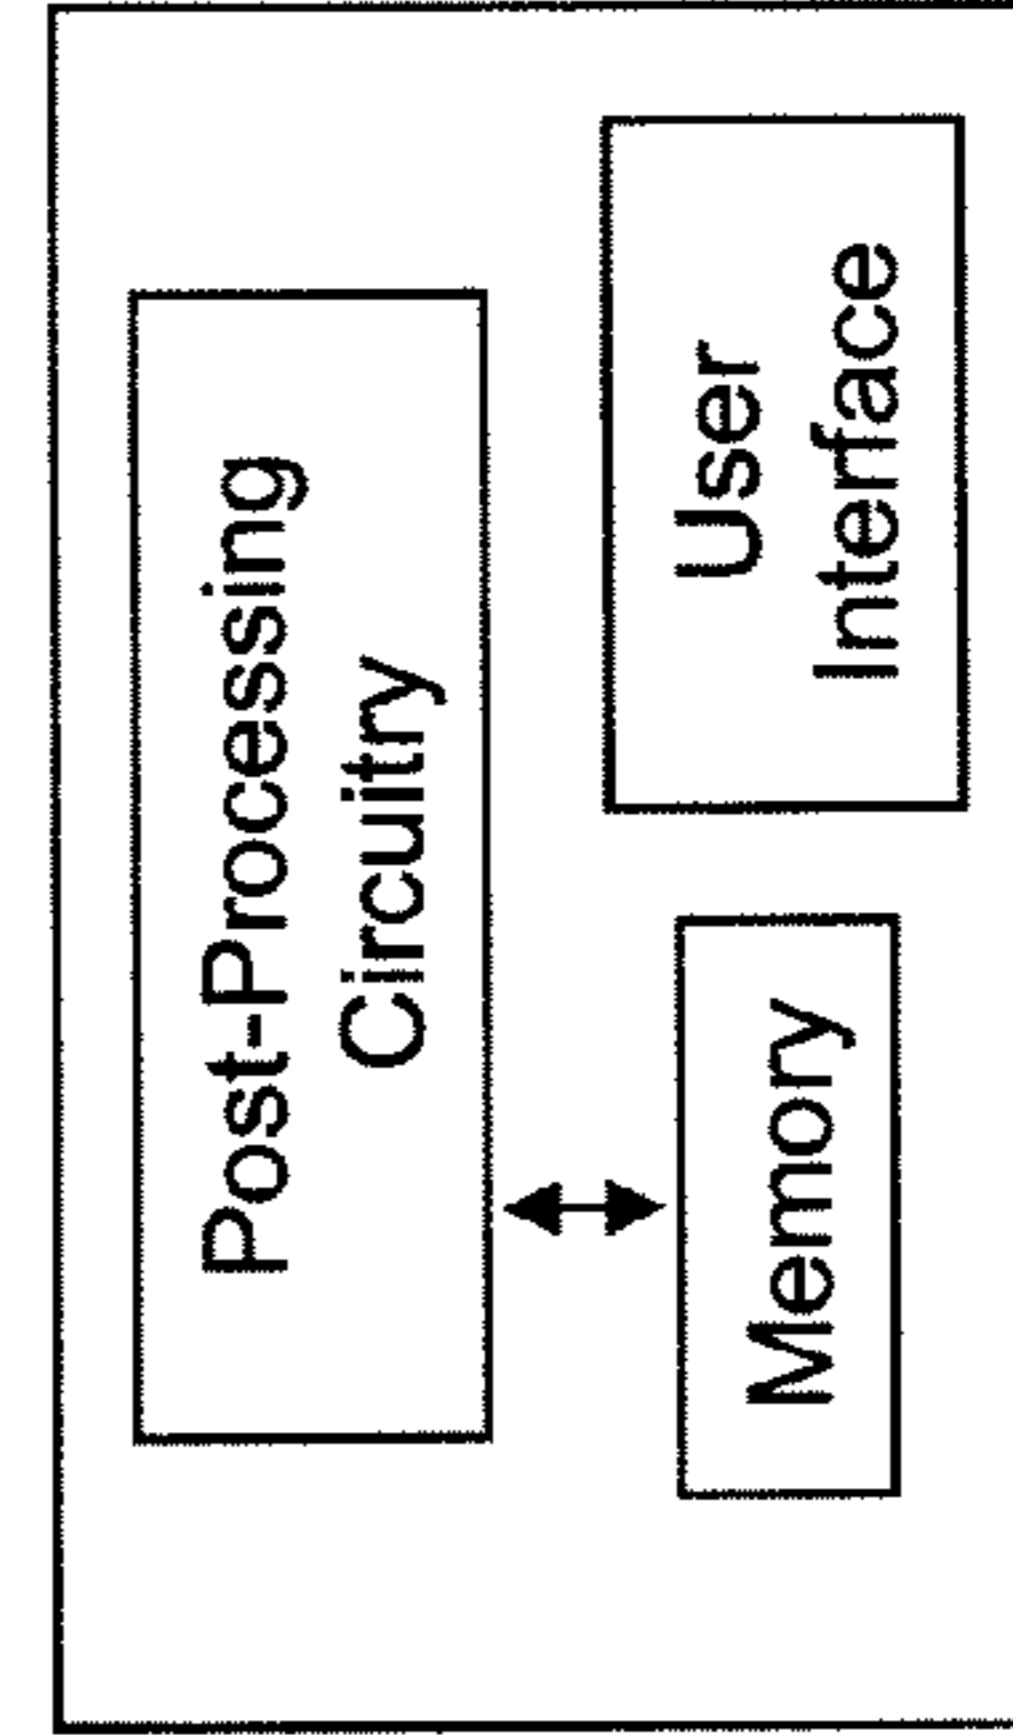 Post-Processing
Circuitry
Memory
User
Interface